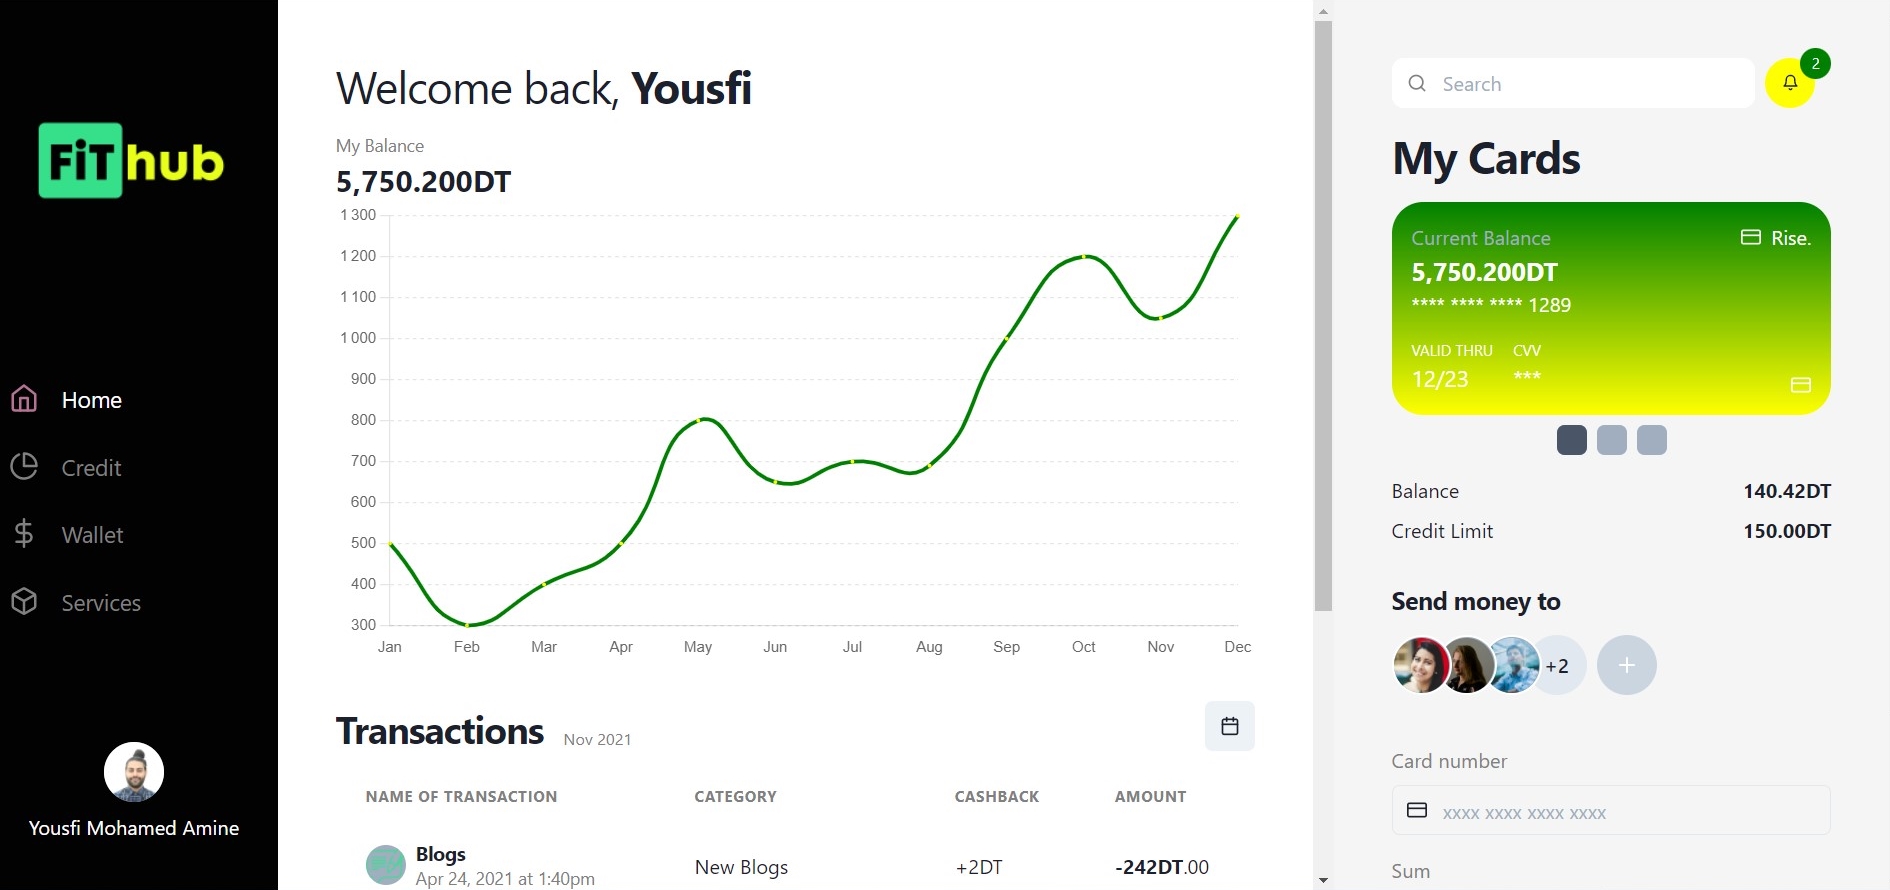 FiT hub
Home
Credit
Wallet
Services
Yousfi Mohamed Amine
Welcome back, Yousfi
My Balance
5,750.200DT
1 300
1 200
1 100
1 000
900
800
700
600
500
400
300
Jan Feb Mar Apr May Jun Jul Aug Sep Oct Nov Dec
Transactions Nov 2021
NAME OF TRANSACTION CATEGORY CASHBACK AMOUNT
Blogs
Apr 24, 2021 at 1:40pm
New Blogs +2DT -242DT.00
Search
2
My Cards
Current Balance Rise.
5,750.200DT
**** **** **** 1289
VALID THRU CVV
12/23 ***
Balance 140.42DT
Credit Limit 150.00DT
Send money to
+2 +
Card number
xxxx xxxx xxxx xxxx
Sum